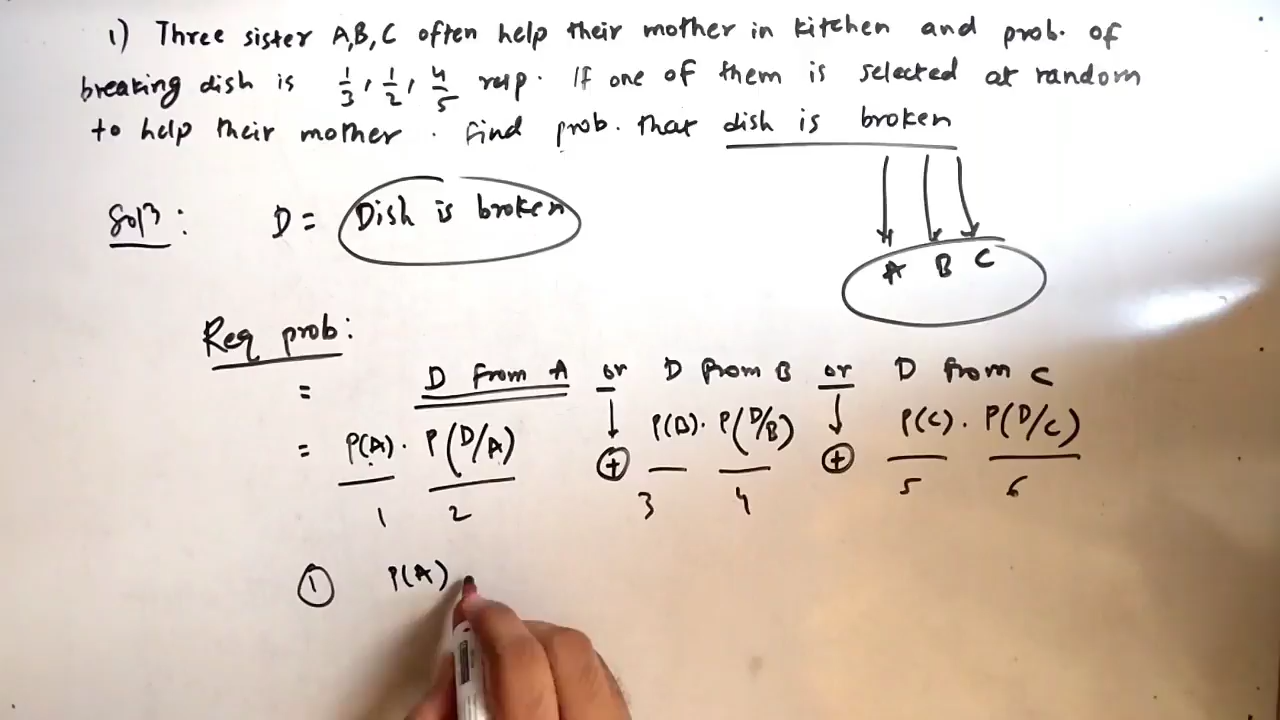 1) Three sister A,B,C often help their mother in kitchen and prob. of
breaking dish is 1/3, 1/2, 4/5 resp. If one of them is selected at random
to help their mother. Find prob. that dish is broken
A B C
Soln: D = Dish is broken
Req prob:
= D from A or D from B or D from C
= P(A). P(D/A) + P(B). P(D/B) + P(C). P(D/C)
1 2 3 4 5 6
① P(A)